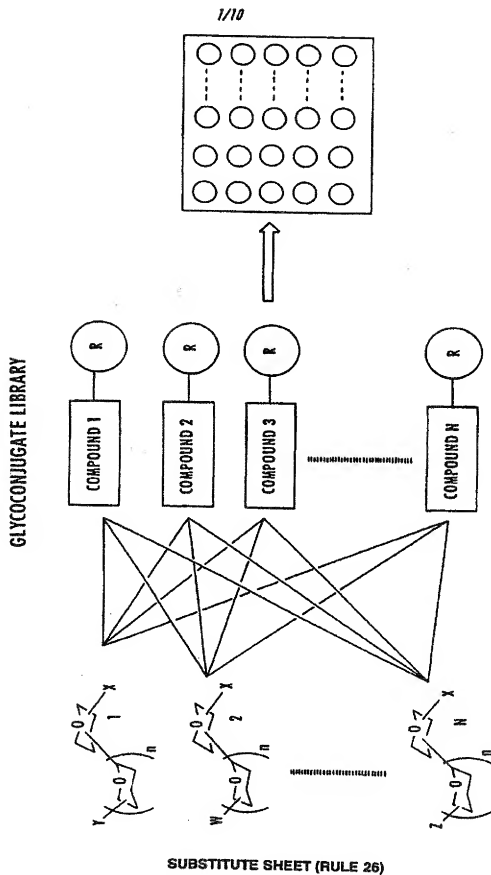 1/10
GLYCOCONJUGATE LIBRARY
Y O O X
n 1
COMPOUND 1 R
W O O X
n 2
COMPOUND 2 R
COMPOUND 3 R
Z O O X
n N
COMPOUND N R
SUBSTITUTE SHEET (RULE 26)